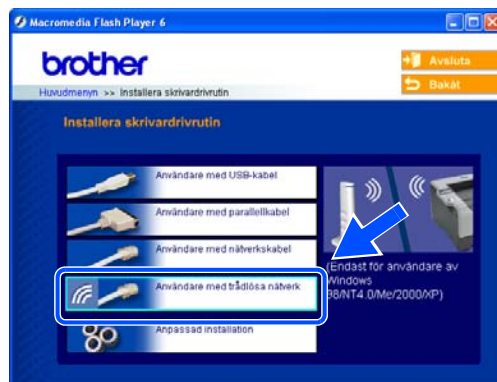 Macromedia Flash Player 6
brother
Avsluta
Bakåt
Huvudmenyn >> Installera skrivardrivrutin
Installera skrivardrivrutin
Användare med USB-kabel
Användare med parallellkabel
Användare med nätverkskabel
Användare med trådlösa nätverk
Anpassad installation
(Endast för användare av
Windows
98/NT4.0/Me/2000/XP)